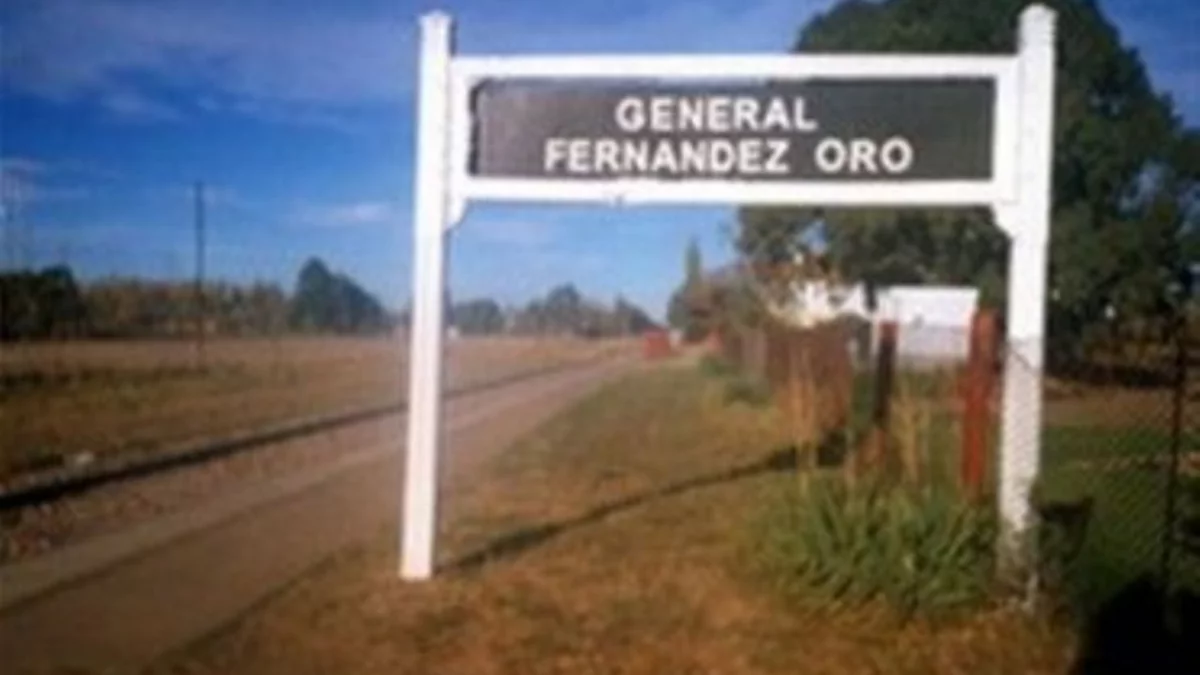 GENERAL
FERNANDEZ ORO